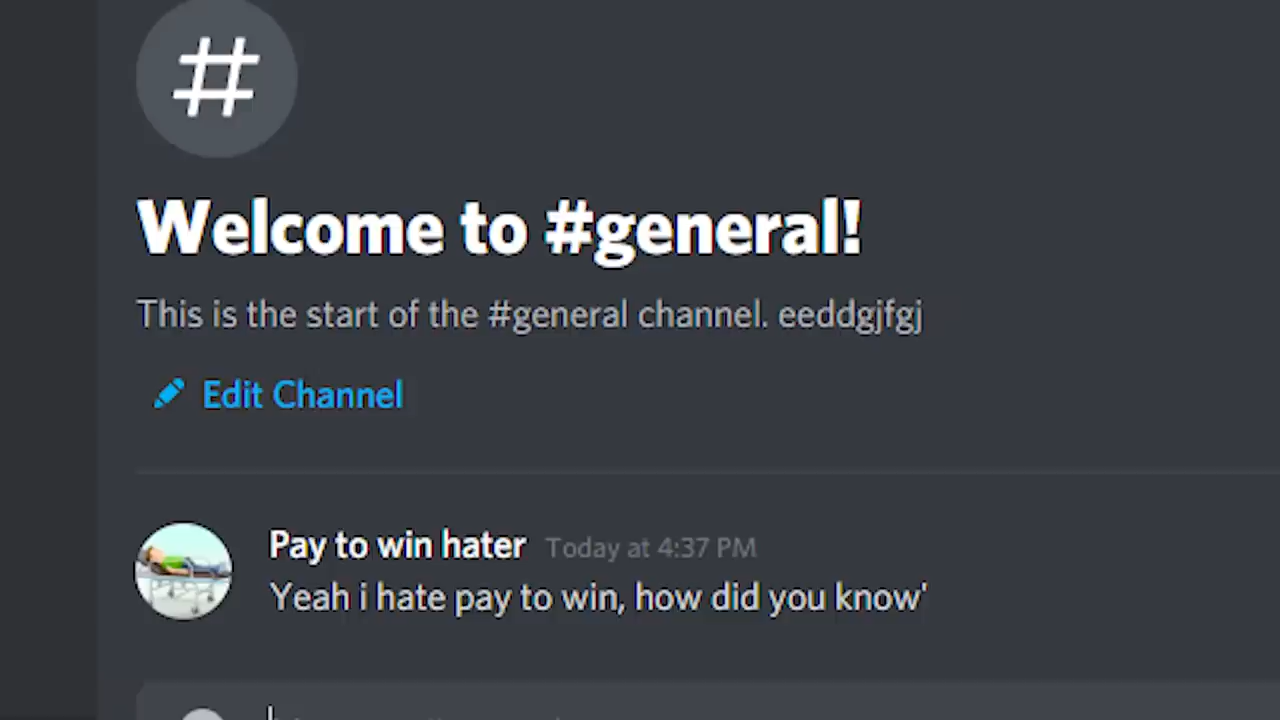 #
Welcome to #general!
This is the start of the #general channel. eeddgjfgj
Edit Channel
Pay to win hater Today at 4:37 PM
Yeah i hate pay to win, how did you know'